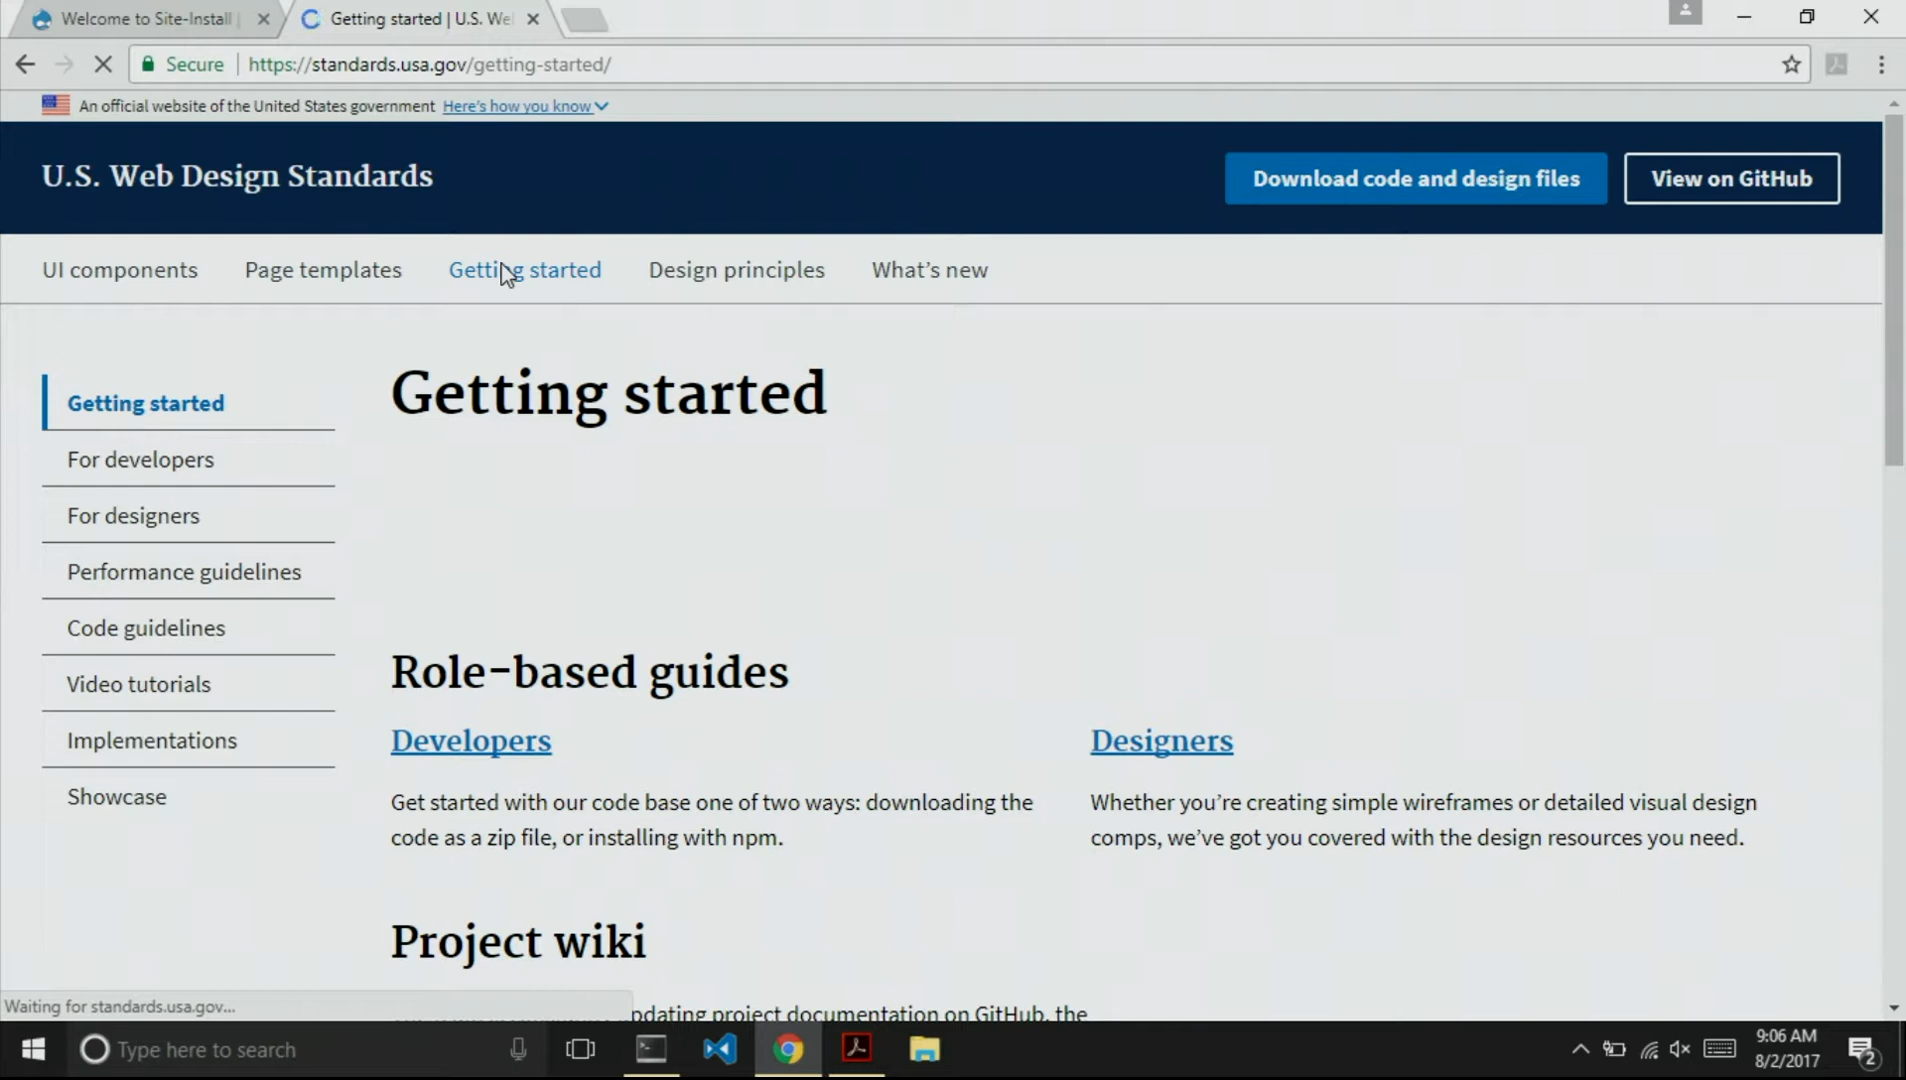 Welcome to Site-Install |
Getting started | U.S. We
Secure
https://standards.usa.gov/getting-started/
An official website of the United States government Here's how you know
U.S. Web Design Standards
Download code and design files
View on GitHub
UI components
Page templates
Getting started
Design principles
What's new
Getting started
For developers
For designers
Performance guidelines
Code guidelines
Video tutorials
Implementations
Showcase
Getting started
Role-based guides
Developers
Get started with our code base one of two ways: downloading the
code as a zip file, or installing with npm.
Designers
Whether you're creating simple wireframes or detailed visual design
comps, we've got you covered with the design resources you need.
Project wiki
pdating project documentation on GitHub, the
Waiting for standards.usa.gov...
Type here to search
9:06 AM
8/2/2017
2